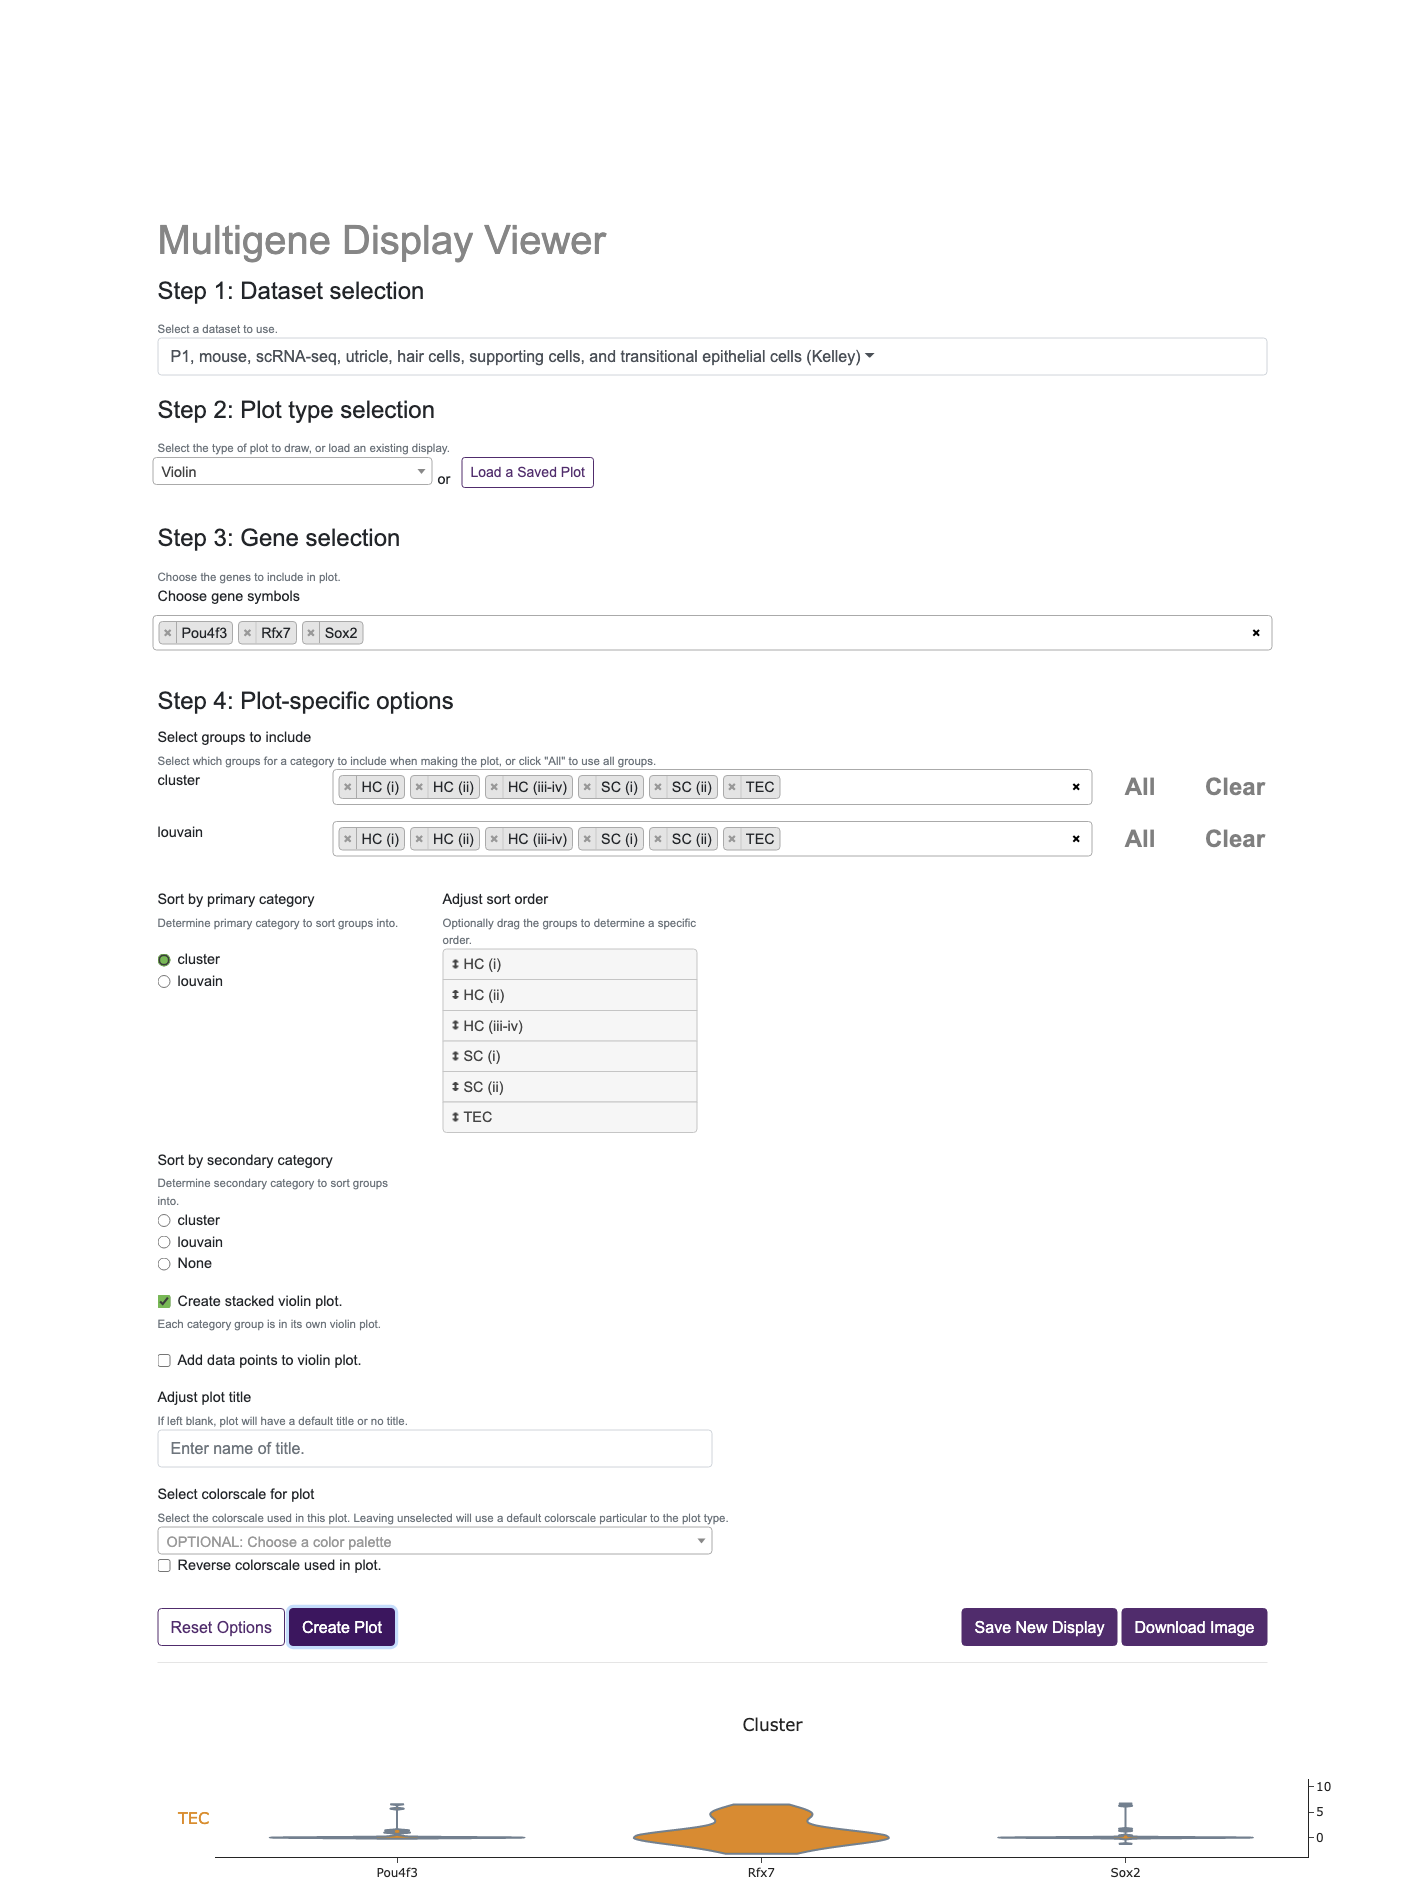 Multigene Display Viewer
Step 1: Dataset selection
Select a dataset to use.
P1, mouse, scRNA-seq, utricle, hair cells, supporting cells, and transitional epithelial cells (Kelley)
Step 2: Plot type selection
Select the type of plot to draw, or load an existing display.
Violin or Load a Saved Plot
Step 3: Gene selection
Choose the genes to include in plot.
Choose gene symbols
× Pou4f3 × Rfx7 × Sox2 ×
Step 4: Plot-specific options
Select groups to include
Select which groups for a category to include when making the plot, or click "All" to use all groups.
cluster × HC (i) × HC (ii) × HC (iii-iv) × SC (i) × SC (ii) × TEC × All Clear
louvain × HC (i) × HC (ii) × HC (iii-iv) × SC (i) × SC (ii) × TEC × All Clear
Sort by primary category
Determine primary category to sort groups into.
cluster
louvain
Adjust sort order
Optionally drag the groups to determine a specific
order.
HC (i)
HC (ii)
HC (iii-iv)
SC (i)
SC (ii)
TEC
Sort by secondary category
Determine secondary category to sort groups
into.
cluster
louvain
None
Create stacked violin plot.
Each category group is in its own violin plot.
Add data points to violin plot.
Adjust plot title
If left blank, plot will have a default title or no title.
Enter name of title.
Select colorscale for plot
Select the colorscale used in this plot. Leaving unselected will use a default colorscale particular to the plot type.
OPTIONAL: Choose a color palette
Reverse colorscale used in plot.
Reset Options Create Plot Save New Display Download Image
Cluster
10
TEC 5
0
Pou4f3 Rfx7 Sox2